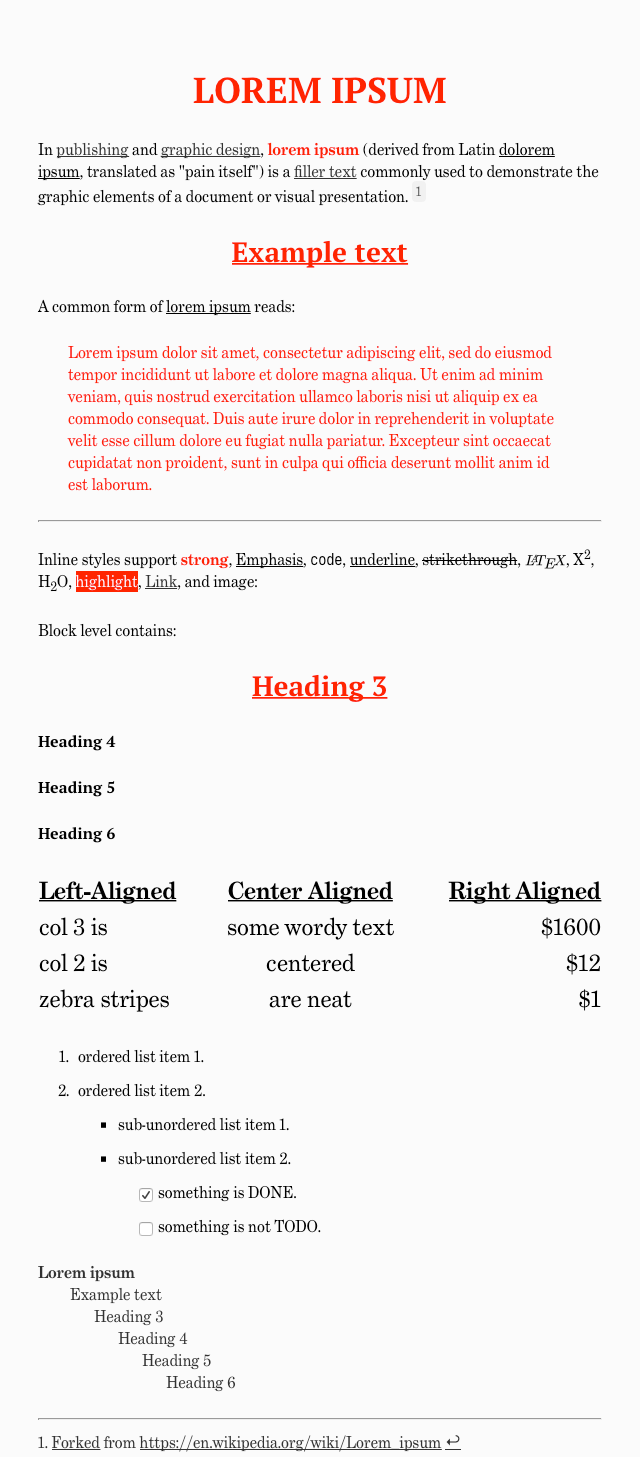 LOREM IPSUM
In publishing and graphic design, lorem ipsum (derived from Latin dolorem
ipsum, translated as "pain itself") is a filler text commonly used to demonstrate the
graphic elements of a document or visual presentation. 1
Example text
A common form of lorem ipsum reads:
Lorem ipsum dolor sit amet, consectetur adipiscing elit, sed do eiusmod
tempor incididunt ut labore et dolore magna aliqua. Ut enim ad minim
veniam, quis nostrud exercitation ullamco laboris nisi ut aliquip ex ea
commodo consequat. Duis aute irure dolor in reprehenderit in voluptate
velit esse cillum dolore eu fugiat nulla pariatur. Excepteur sint occaecat
cupidatat non proident, sunt in culpa qui officia deserunt mollit anim id
est laborum.
Inline styles support strong, Emphasis, code, underline, strikethrough, LATEX, X²,
H₂O, highlight, Link, and image:
Block level contains:
Heading 3
Heading 4
Heading 5
Heading 6
Left-Aligned Center Aligned Right Aligned
col 3 is some wordy text $1600
col 2 is centered $12
zebra stripes are neat $1
1. ordered list item 1.
2. ordered list item 2.
▪ sub-unordered list item 1.
▪ sub-unordered list item 2.
something is DONE.
something is not TODO.
Lorem ipsum
Example text
Heading 3
Heading 4
Heading 5
Heading 6
1. Forked from https://en.wikipedia.org/wiki/Lorem_ipsum ↩